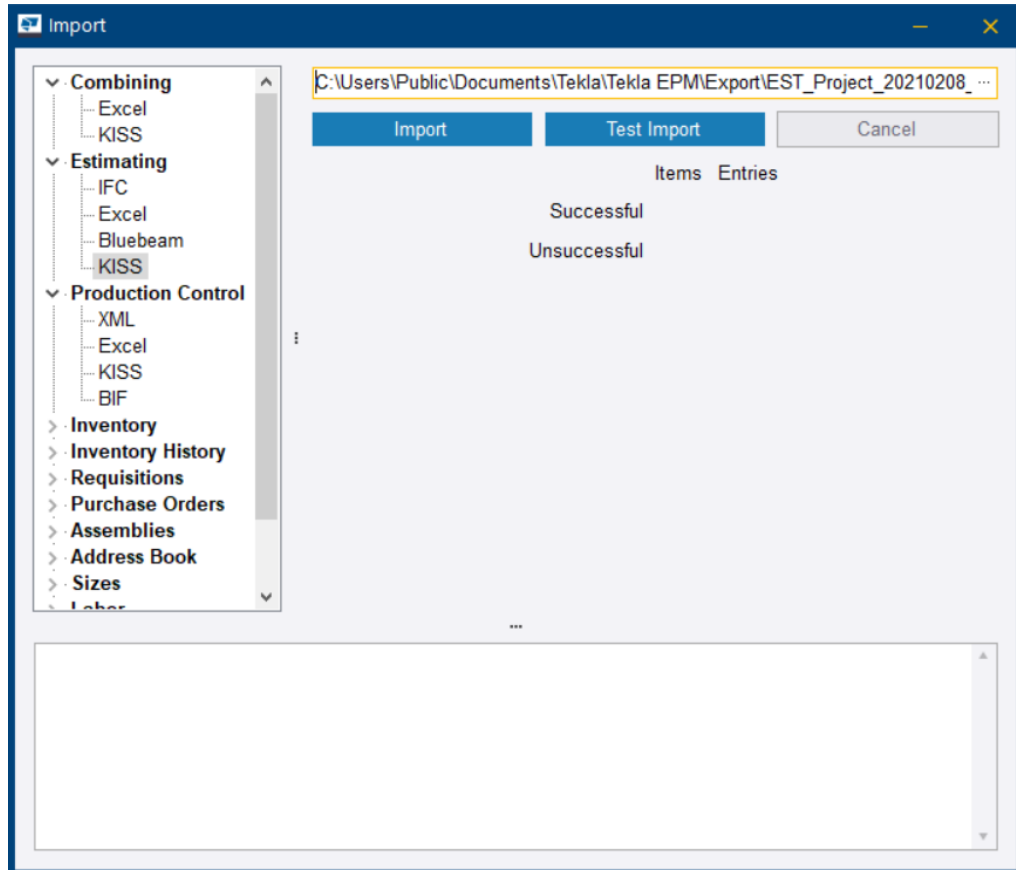 Import
Combining
Excel
KISS
Estimating
IFC
Excel
Bluebeam
KISS
Production Control
XML
Excel
KISS
BIF
Inventory
Inventory History
Requisitions
Purchase Orders
Assemblies
Address Book
Sizes
Labor
C:\Users\Public\Documents\Tekla\Tekla EPM\Export\EST_Project_20210208_ ...
Import Test Import Cancel
Items Entries
Successful
Unsuccessful